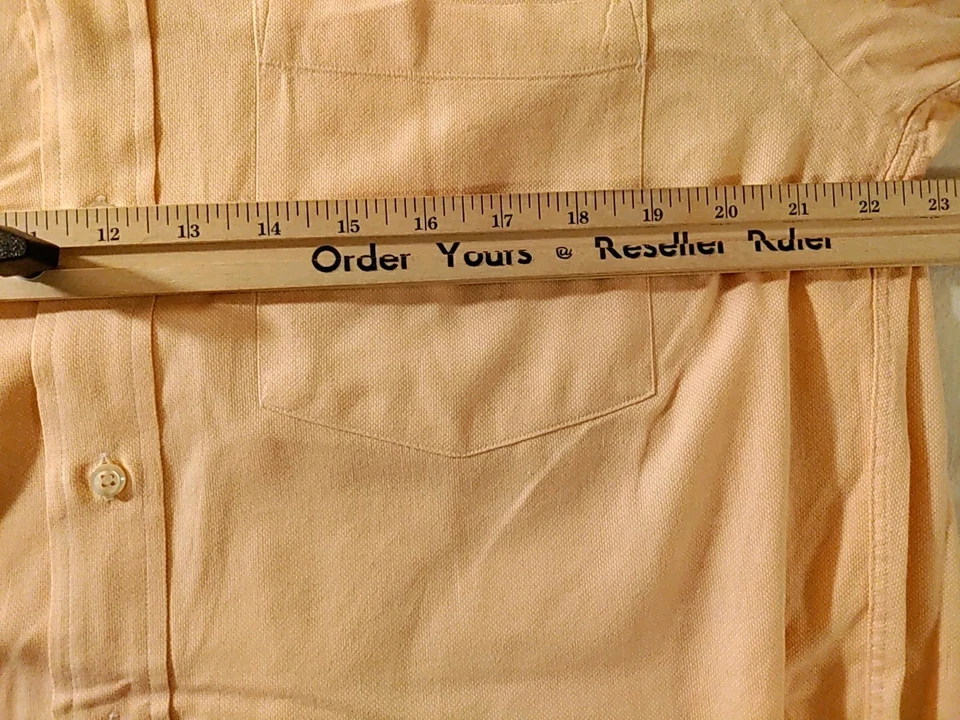 12 13 14 15 16 17 18 19 20 21 22 23
Order Yours @ Reseller Ruler